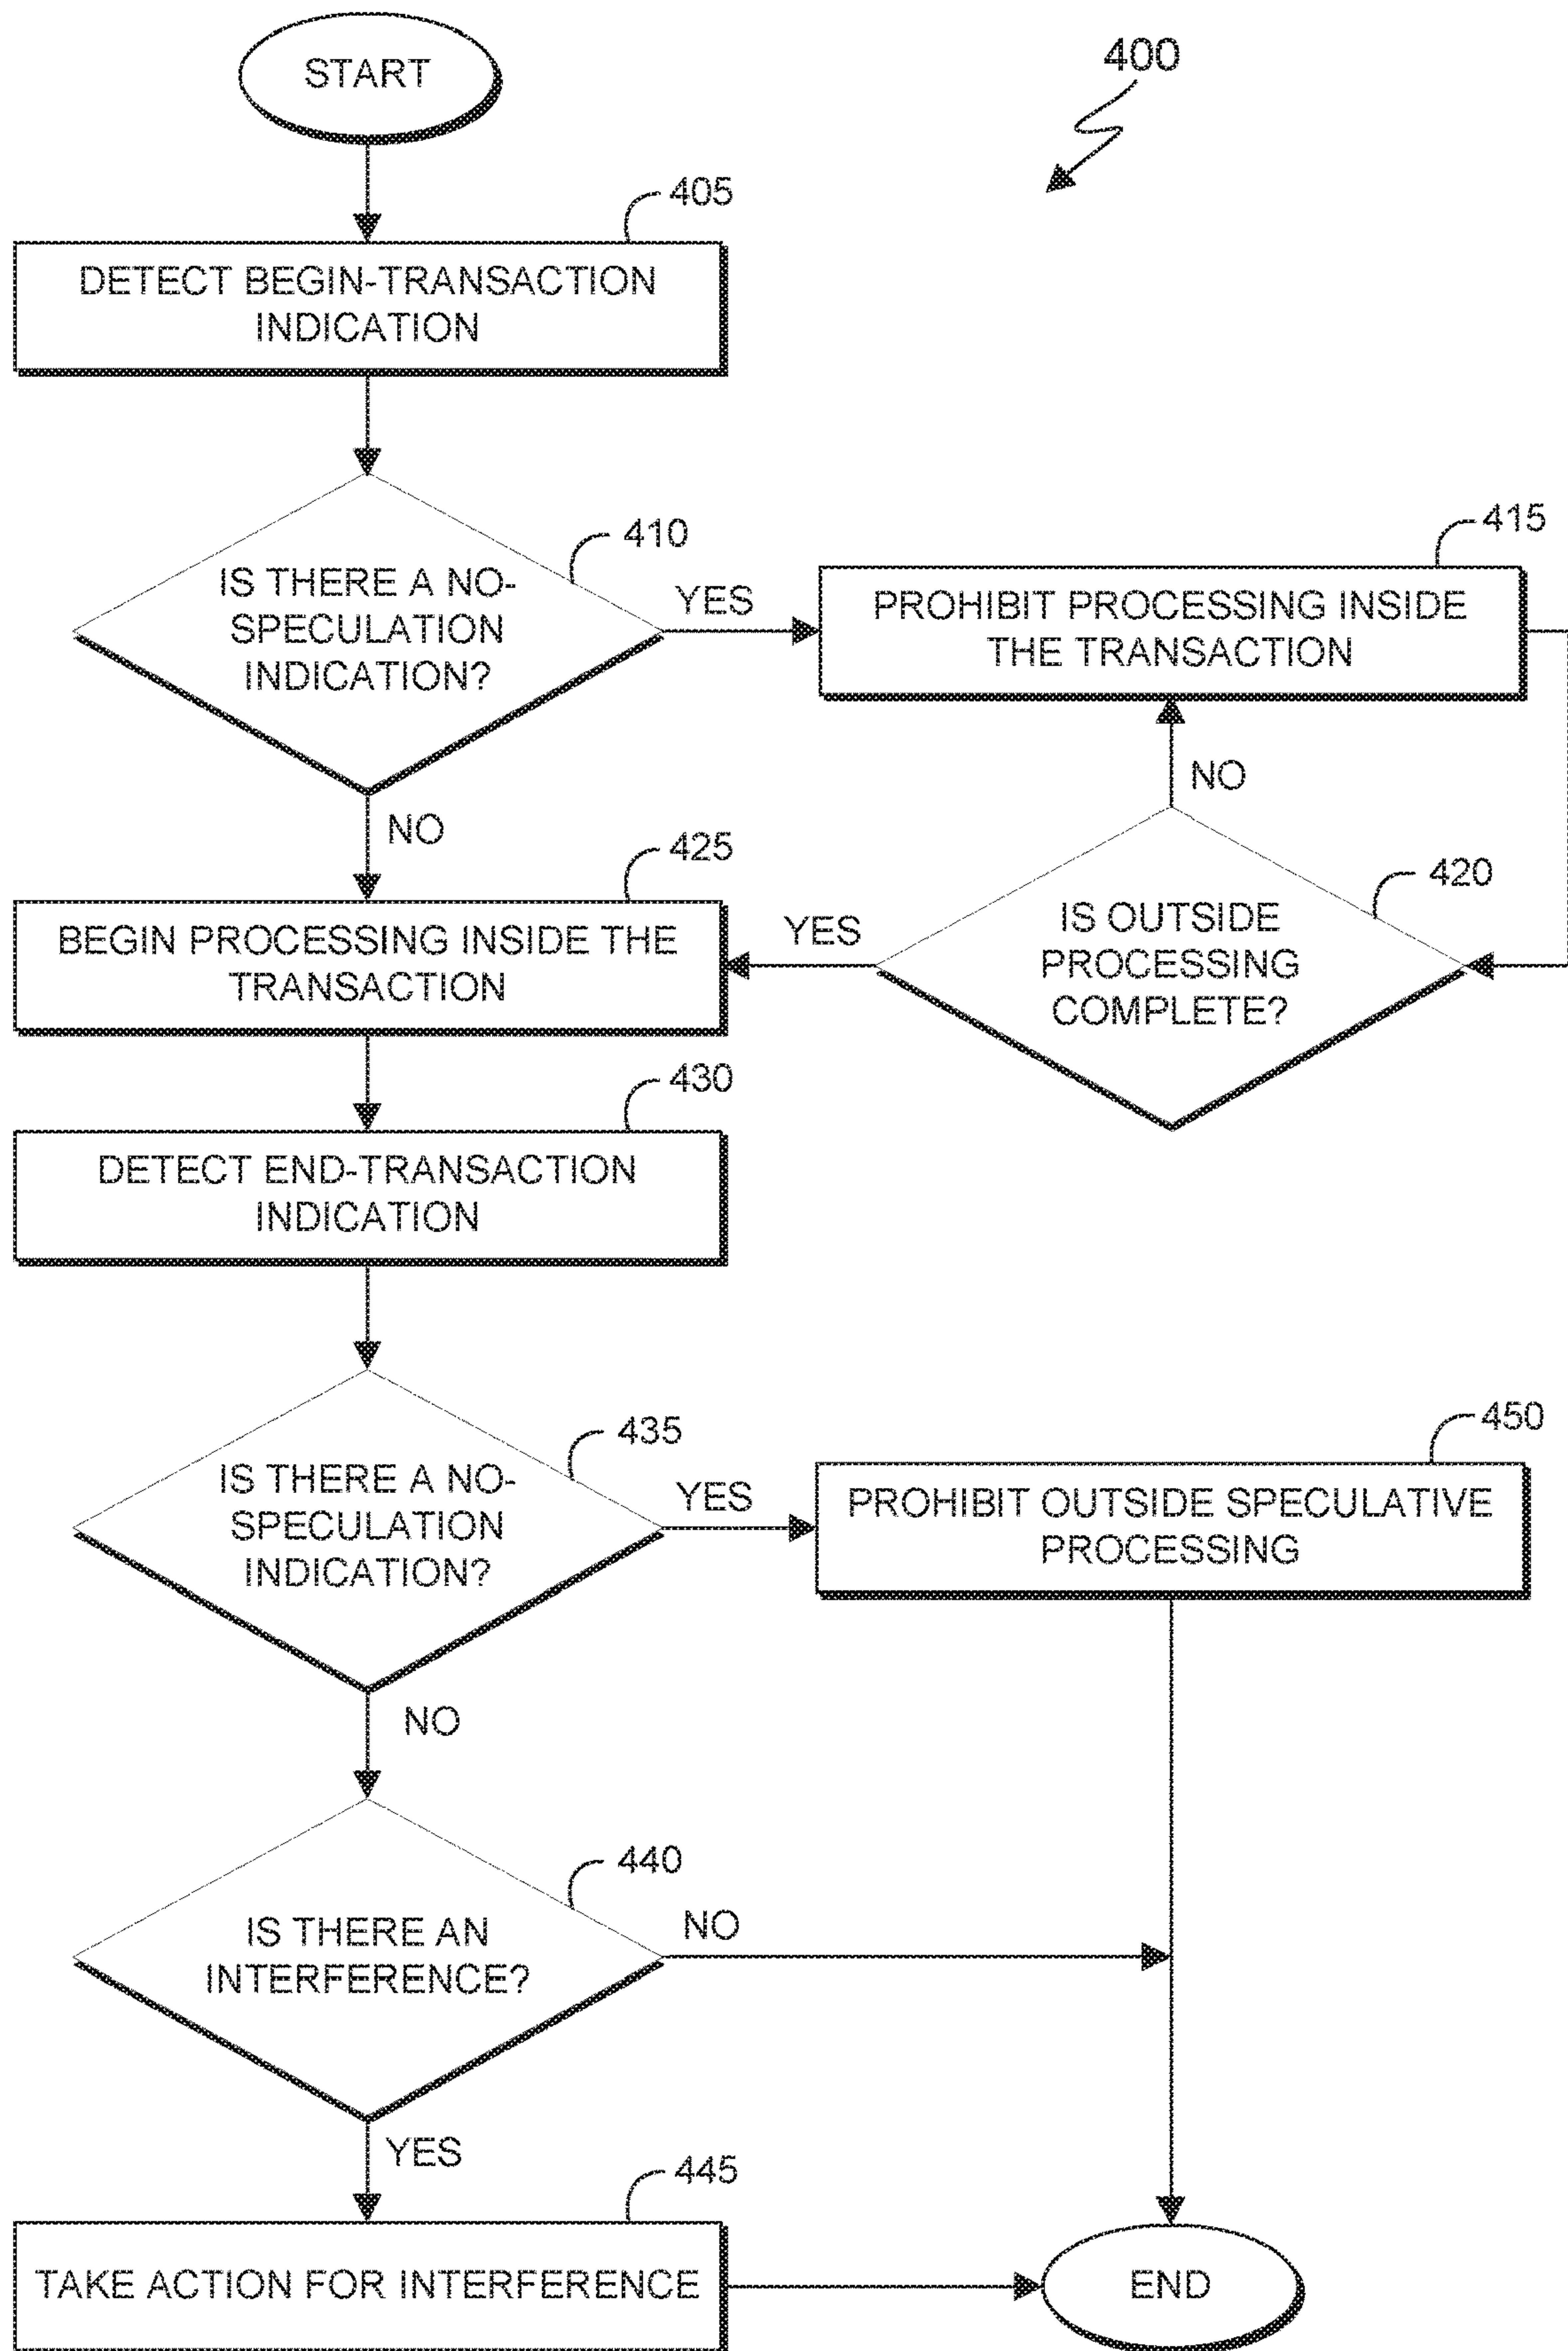 START
400
405
DETECT BEGIN-TRANSACTION
INDICATION
410
IS THERE A NO-
SPECULATION
INDICATION?
YES
415
PROHIBIT PROCESSING INSIDE
THE TRANSACTION
NO
NO
420
IS OUTSIDE
PROCESSING
COMPLETE?
YES
425
BEGIN PROCESSING INSIDE THE
TRANSACTION
430
DETECT END-TRANSACTION
INDICATION
435
IS THERE A NO-
SPECULATION
INDICATION?
YES
450
PROHIBIT OUTSIDE SPECULATIVE
PROCESSING
NO
440
IS THERE AN
INTERFERENCE?
NO
YES
445
TAKE ACTION FOR INTERFERENCE
END